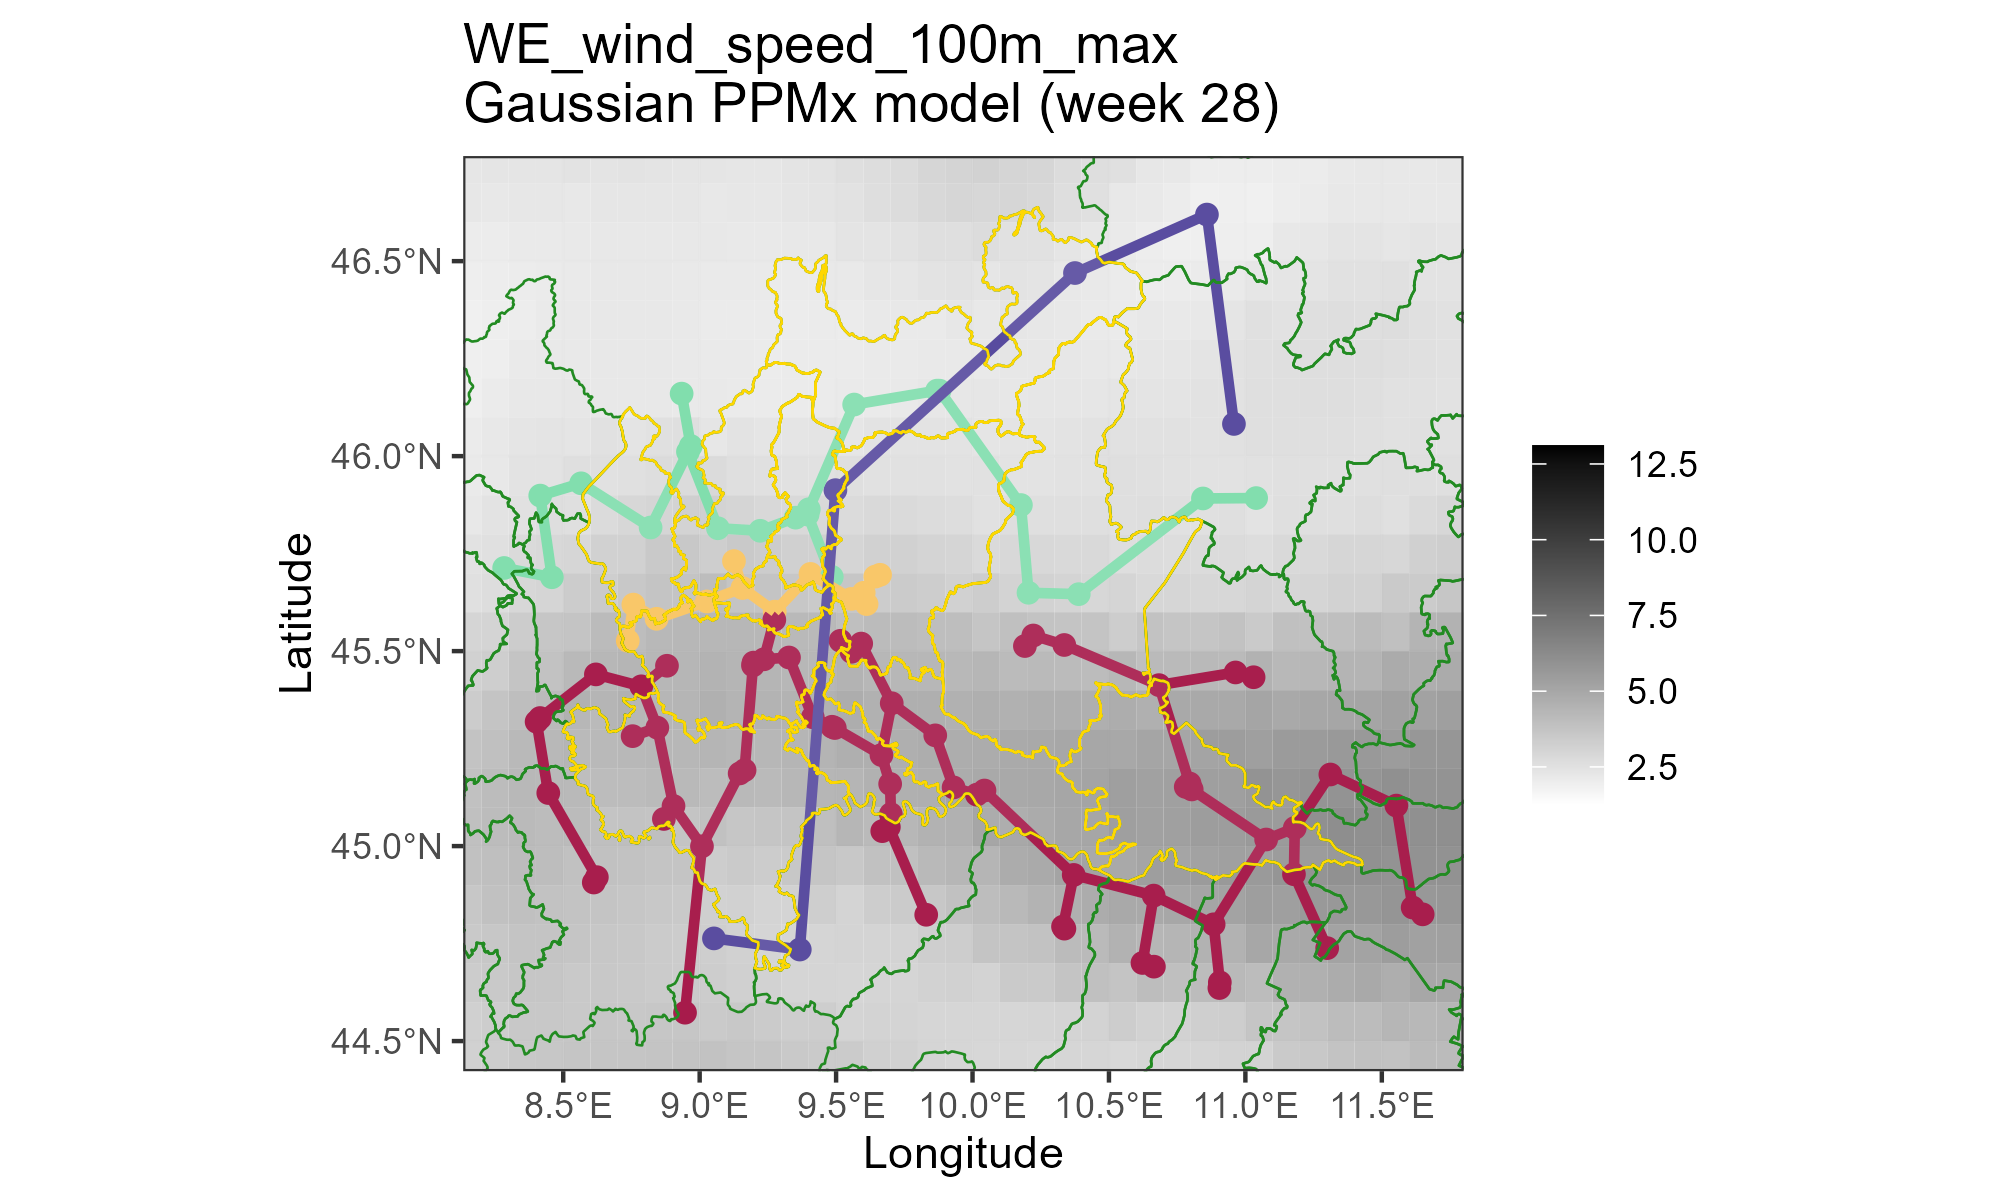 WE_wind_speed_100m_max
Gaussian PPMx model (week 28)
46.5°N
46.0°N
45.5°N
45.0°N
44.5°N
Latitude
8.5°E
9.0°E
9.5°E
10.0°E
10.5°E
11.0°E
11.5°E
Longitude
12.5
10.0
7.5
5.0
2.5